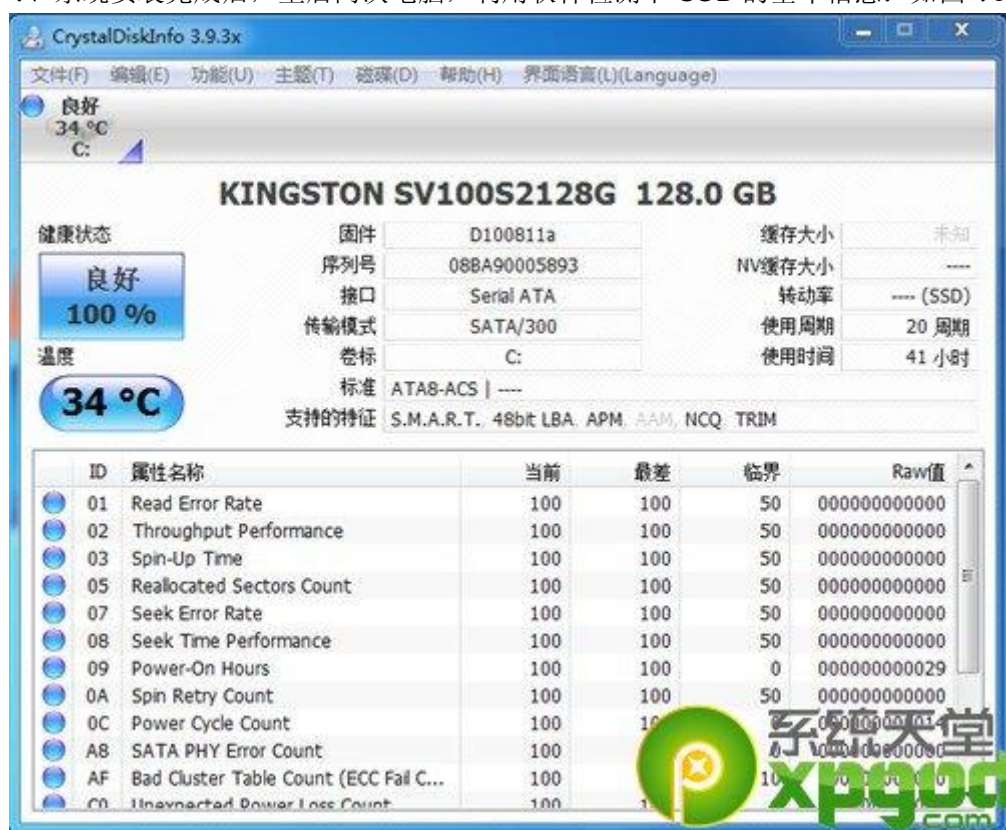 CrystalDiskInfo 3.9.3x
文件(F) 编辑(E) 功能(U) 主题(T) 磁碟(D) 帮助(H) 界面语言(L)(Language)
良好
34 °C
C:
KINGSTON SV100S2128G 128.0 GB
健康状态 固件 D100811a 缓存大小 未知
良好 序列号 08BA90005893 NV缓存大小 ----
100 % 接口 Serial ATA 转动率 ---- (SSD)
传输模式 SATA/300 使用周期 20 周期
温度 卷标 C: 使用时间 41 小时
34 °C 标准 ATA8-ACS | ----
支持的特征 S.M.A.R.T., 48bit LBA, APM, AAM, NCQ, TRIM
ID 属性名称 当前 最差 临界 Raw值
01 Read Error Rate 100 100 50 000000000000
02 Throughput Performance 100 100 50 000000000000
03 Spin-Up Time 100 100 50 000000000000
05 Reallocated Sectors Count 100 100 50 000000000000
07 Seek Error Rate 100 100 50 000000000000
08 Seek Time Performance 100 100 50 000000000000
09 Power-On Hours 100 100 0 000000000029
0A Spin Retry Count 100 100 50 000000000000
0C Power Cycle Count 100
A8 SATA PHY Error Count 100
AF Bad Cluster Table Count (ECC Fail C... 100
C0 Unexpected Power Loss Count 100
系统天堂
xpgod
.com